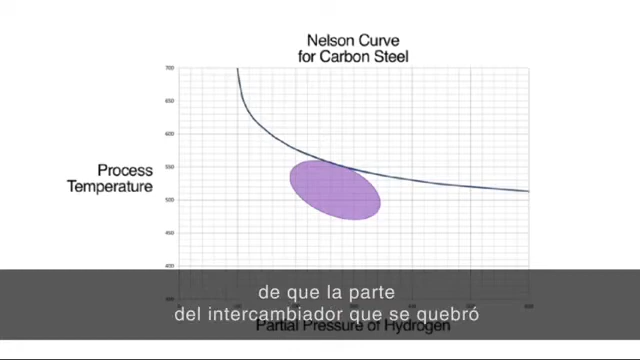 Nelson Curve
for Carbon Steel
700
650
600
550
500
450
400
Process
Temperature
de que la parte
del intercambiador que se quebró
Partial Pressure of Hydrogen